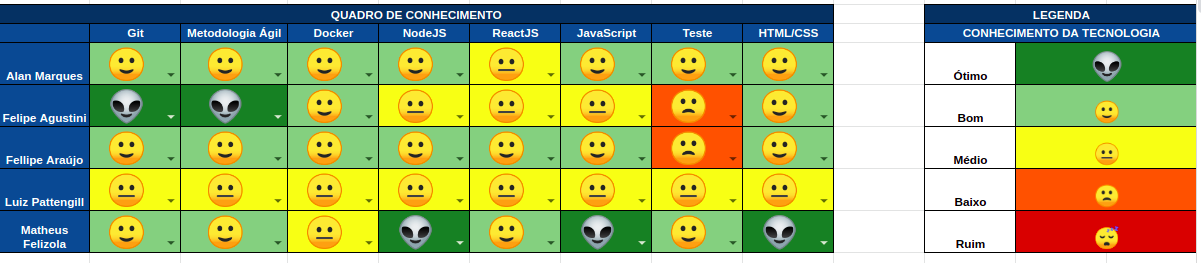 QUADRO DE CONHECIMENTO
Git Metodologia Ágil Docker NodeJS ReactJS JavaScript Teste HTML/CSS
Alan Marques
Felipe Agustini
Fellipe Araújo
Luiz Pattengill
Matheus
Felizola
LEGENDA
CONHECIMENTO DA TECNOLOGIA
Ótimo
Bom
Médio
Baixo
Ruim